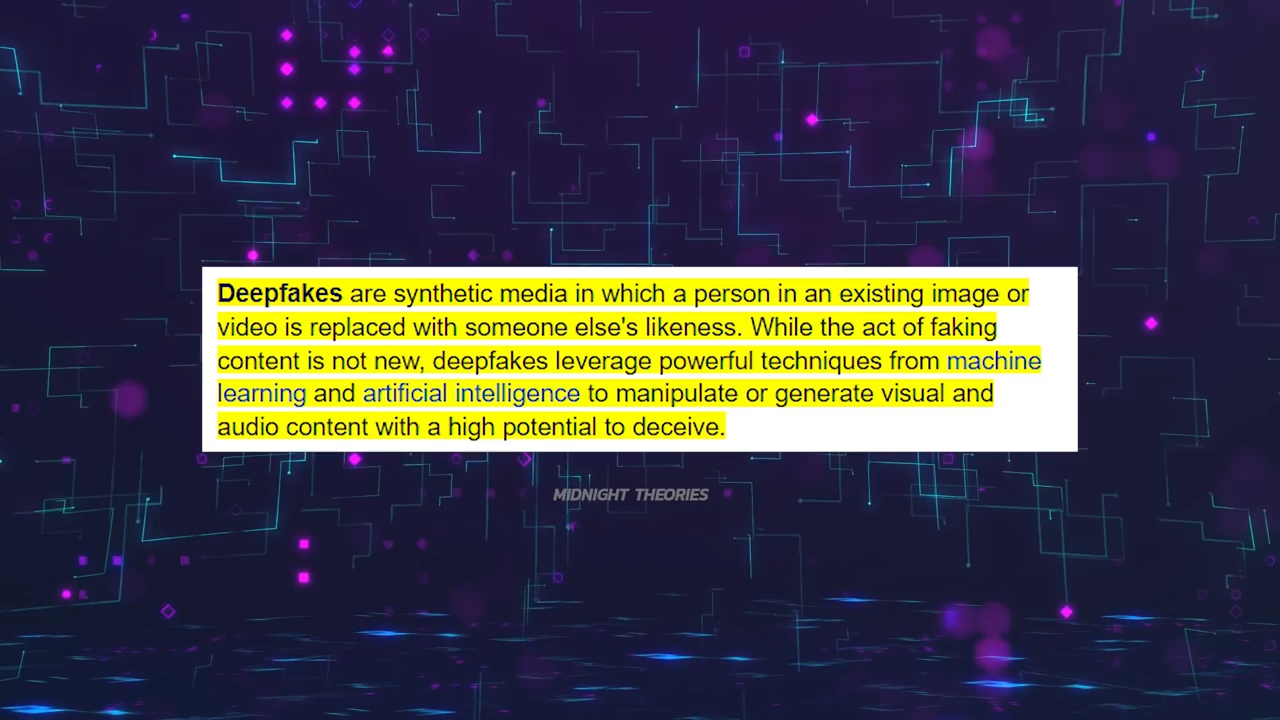 Deepfakes are synthetic media in which a person in an existing image or
video is replaced with someone else's likeness. While the act of faking
content is not new, deepfakes leverage powerful techniques from machine
learning and artificial intelligence to manipulate or generate visual and
audio content with a high potential to deceive.
MIDNIGHT THEORIES